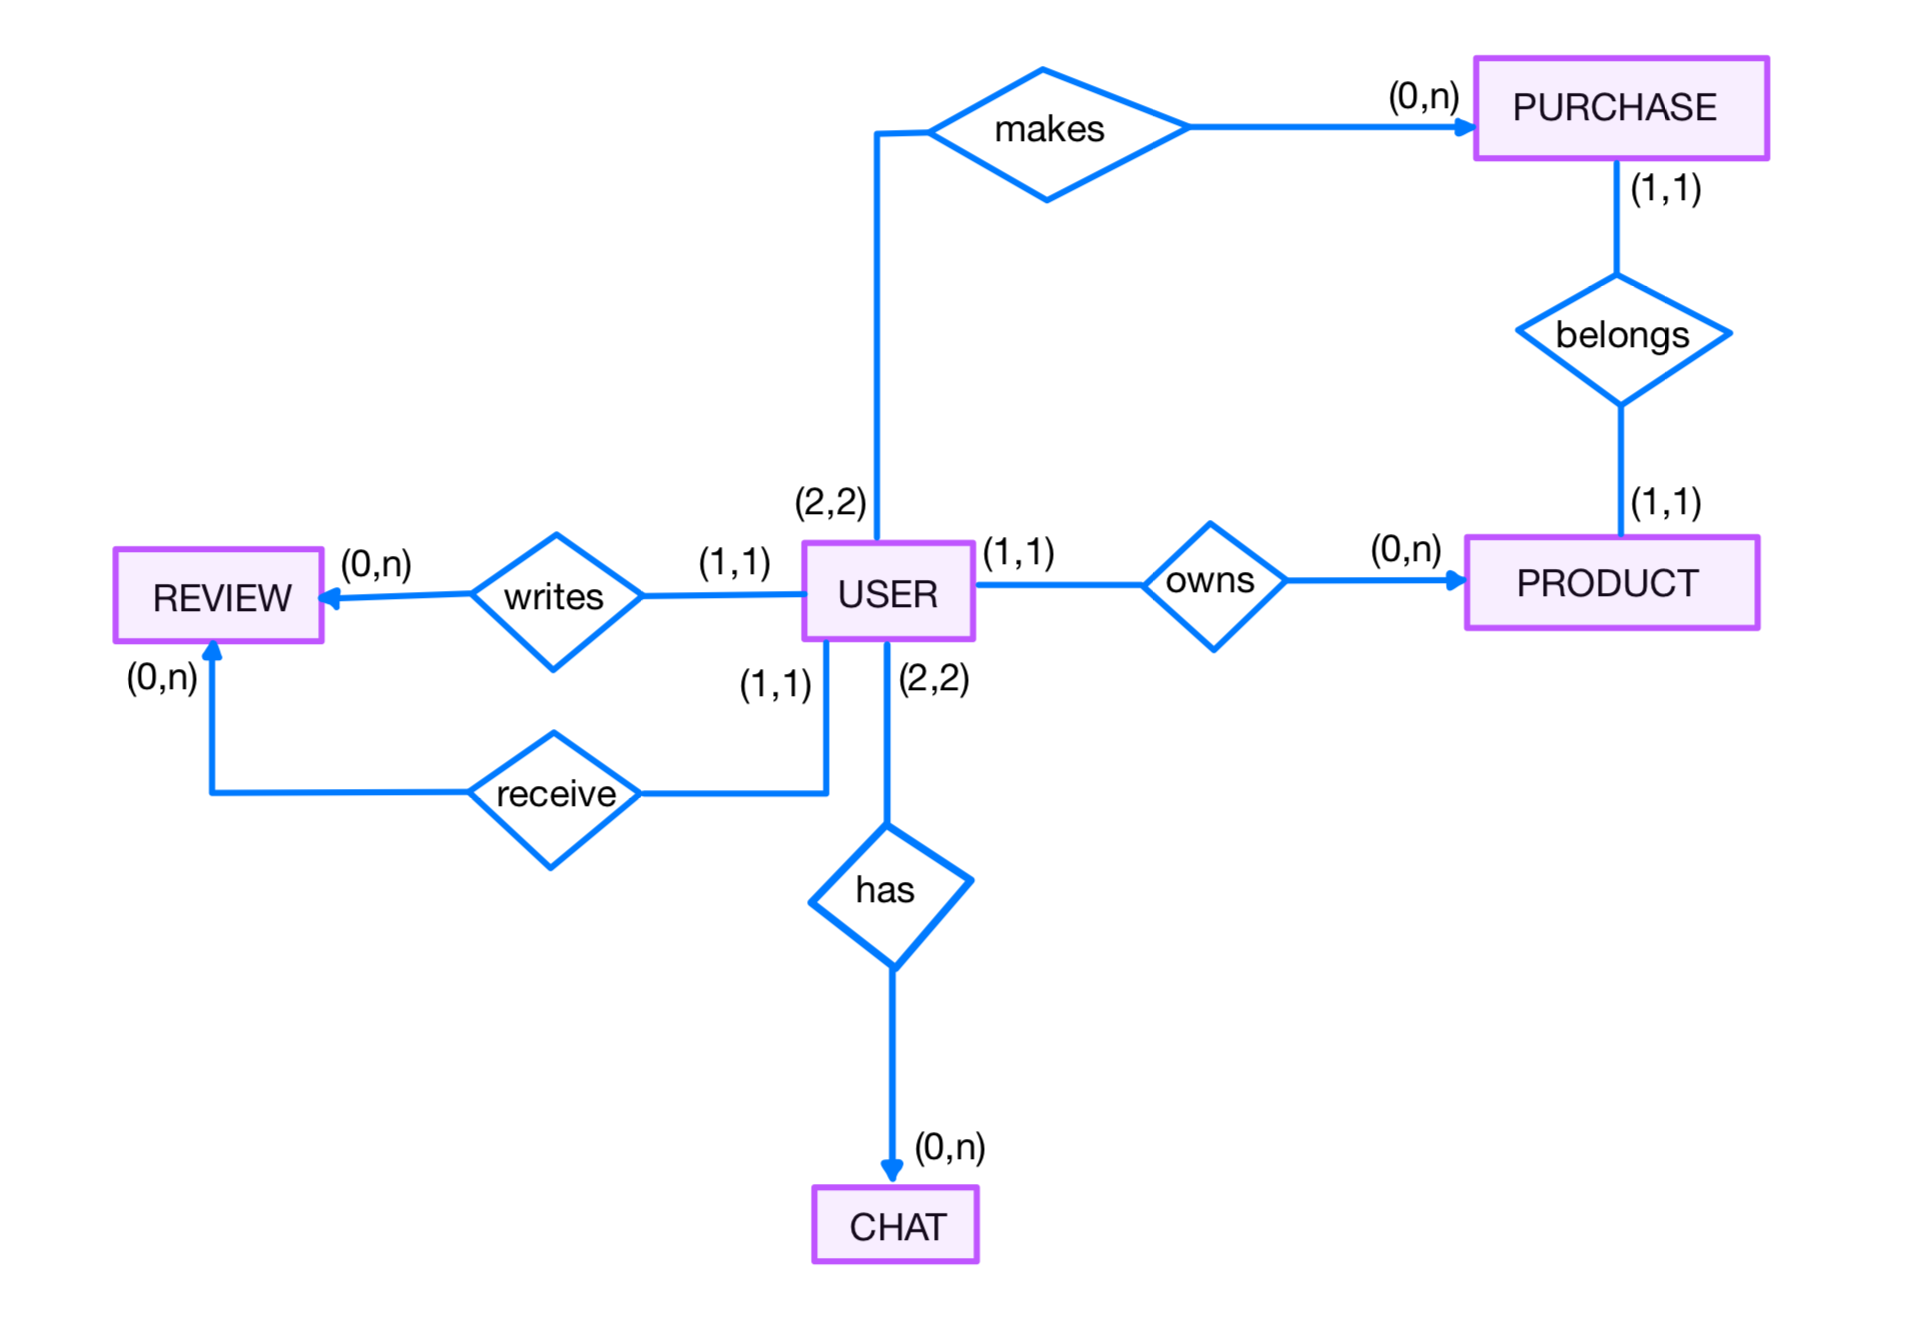 (0,n)
PURCHASE
makes
(1,1)
belongs
(2,2)
(1,1)
(1,1)
(0,n)
(0,n)
(1,1)
owns
PRODUCT
REVIEW
writes
USER
(0,n)
(1,1)
(2,2)
receive
has
(0,n)
CHAT